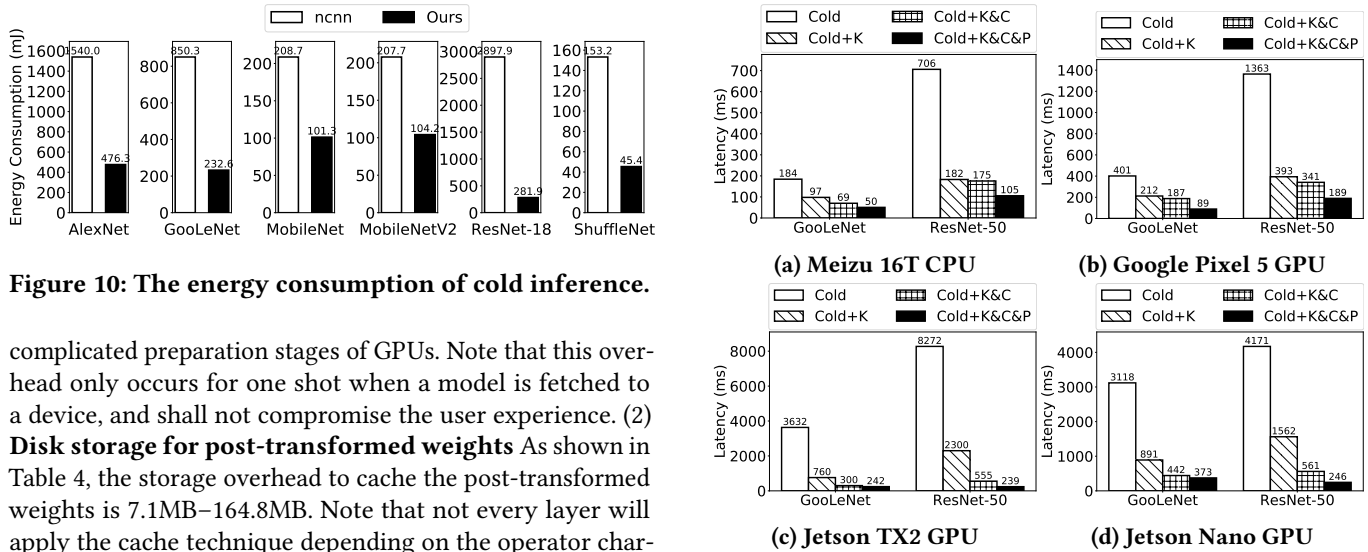 ncnn Ours
Energy Consumption (mJ)
1600 1400 1200 1000 800 600 400 200 0
1540.0
476.3
AlexNet
800 600 400 200 0
850.3
232.6
GooLeNet
200 150 100 50 0
208.7
101.3
MobileNet
200 150 100 50 0
207.7
104.2
MobileNetV2
3000 2500 2000 1500 1000 500 0
2897.9
281.9
ResNet-18
160 140 120 100 80 60 40 20 0
153.2
45.4
ShuffleNet
Figure 10: The energy consumption of cold inference.
complicated preparation stages of GPUs. Note that this over-
head only occurs for one shot when a model is fetched to
a device, and shall not compromise the user experience. (2)
Disk storage for post-transformed weights As shown in
Table 4, the storage overhead to cache the post-transformed
weights is 7.1MB–164.8MB. Note that not every layer will
apply the cache technique depending on the operator char-
Cold Cold+K&C
Cold+K Cold+K&C&P
Latency (ms)
700 600 500 400 300 200 100 0
184 97 69 50
706 182 175 105
GooLeNet ResNet-50
(a) Meizu 16T CPU
Cold Cold+K&C
Cold+K Cold+K&C&P
Latency (ms)
1400 1200 1000 800 600 400 200 0
401 212 187 89
1363 393 341 189
GooLeNet ResNet-50
(b) Google Pixel 5 GPU
Cold Cold+K&C
Cold+K Cold+K&C&P
Latency (ms)
8000 6000 4000 2000 0
3632 760 300 242
8272 2300 555 239
GooLeNet ResNet-50
(c) Jetson TX2 GPU
Cold Cold+K&C
Cold+K Cold+K&C&P
Latency (ms)
4000 3000 2000 1000 0
3118 891 442 373
4171 1562 561 246
GooLeNet ResNet-50
(d) Jetson Nano GPU